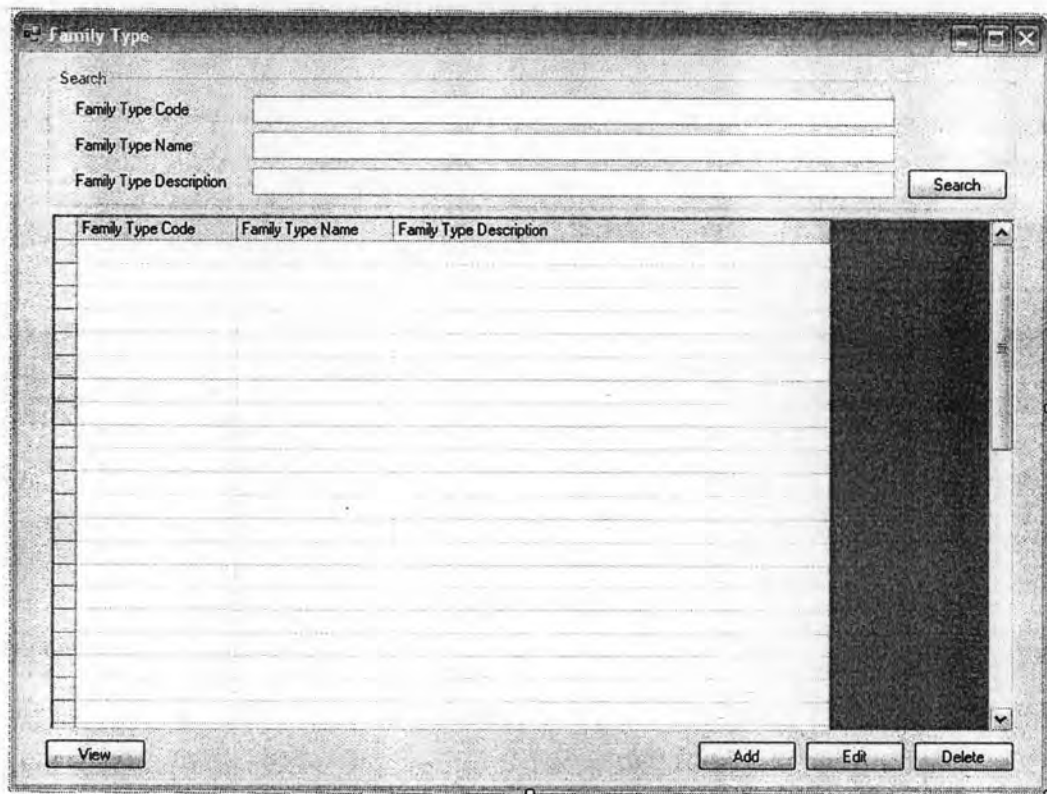 Family Type
Search
Family Type Code
Family Type Name
Family Type Description
Search
Family Type Code Family Type Name Family Type Description
View Add Edit Delete